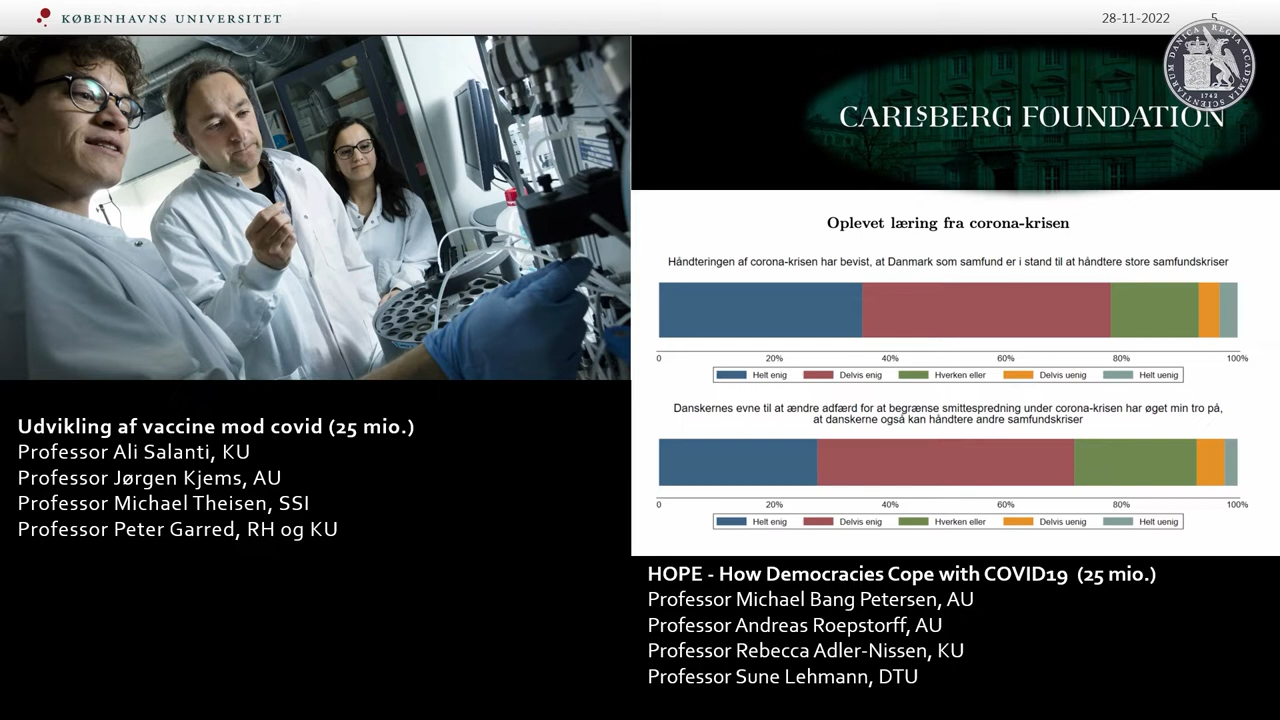 KØBENHAVNS UNIVERSITET
28-11-2022
5
REGIA ACADEMIA SCIENTIARUM DANICA
1742
CARLSBERG FOUNDATION
Oplevet læring fra corona-krisen
Håndteringen af corona-krisen har bevist, at Danmark som samfund er i stand til at håndtere store samfundskriser
0 20% 40% 60% 80% 100%
Helt enig Delvis enig Hverken eller Delvis uenig Helt uenig
Danskernes evne til at ændre adfærd for at begrænse smittespredning under corona-krisen har øget min tro på,
at danskerne også kan håndtere andre samfundskriser
0 20% 40% 60% 80% 100%
Helt enig Delvis enig Hverken eller Delvis uenig Helt uenig
Udvikling af vaccine mod covid (25 mio.)
Professor Ali Salanti, KU
Professor Jørgen Kjems, AU
Professor Michael Theisen, SSI
Professor Peter Garred, RH og KU
HOPE - How Democracies Cope with COVID19 (25 mio.)
Professor Michael Bang Petersen, AU
Professor Andreas Roepstorff, AU
Professor Rebecca Adler-Nissen, KU
Professor Sune Lehmann, DTU